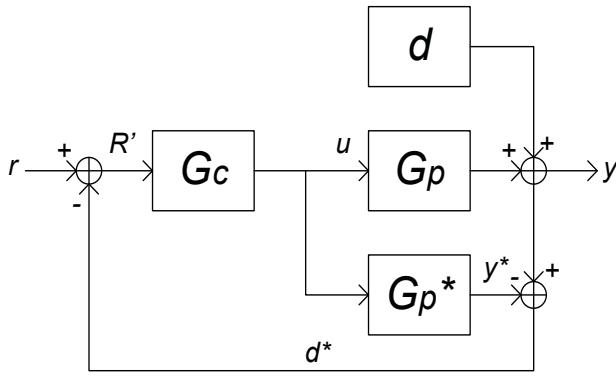 d
r
+
-
R’
Gc
u
Gp
+
+
y
Gp*
y*
-
+
d*